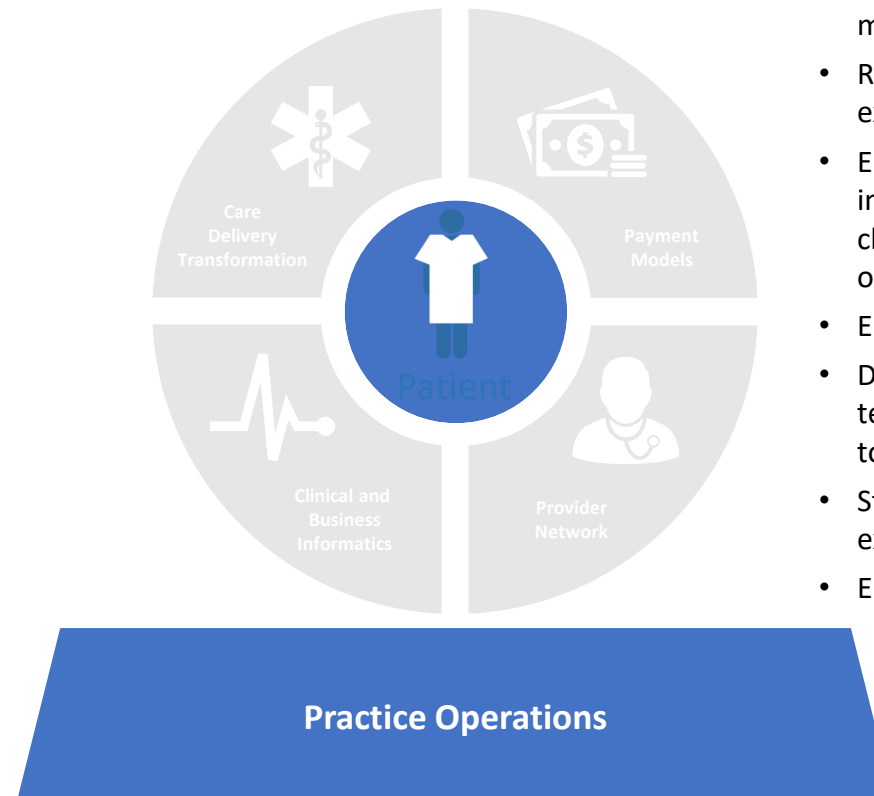 Care
Delivery
Transformation
Payment
Models
Patient
Clinical and
Business
Informatics
Provider
Network
Practice Operations